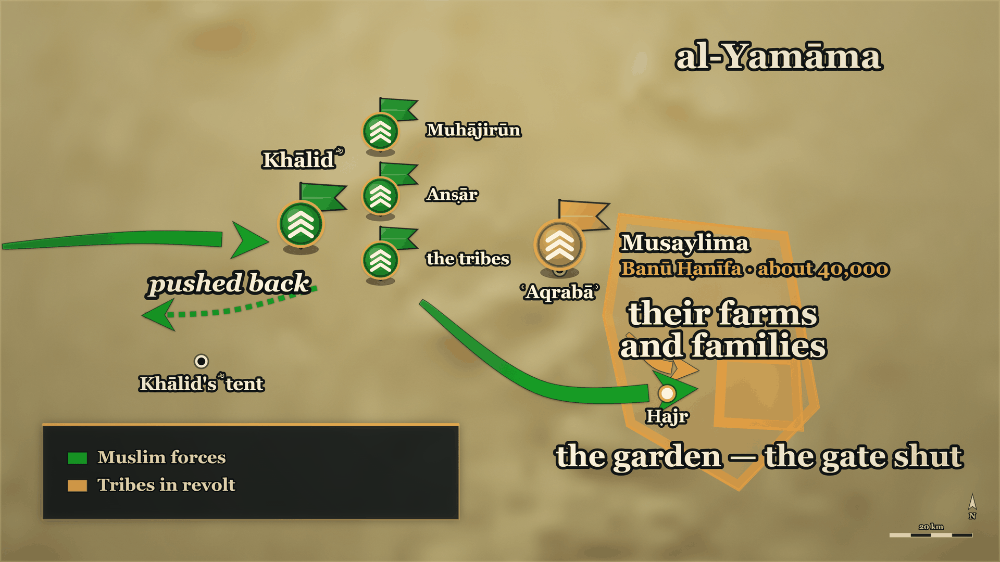 al-Yamāma
Muhājirūn
Khālid ؓ
Anṣār
Musaylima
the tribes
Banū Ḥanīfa • about 40,000
pushed back
ʿAqrabāʾ
their farms
and families
Khālid's ؓ tent
Ḥajr
the garden — the gate shut
Muslim forces
Tribes in revolt
N
20 km